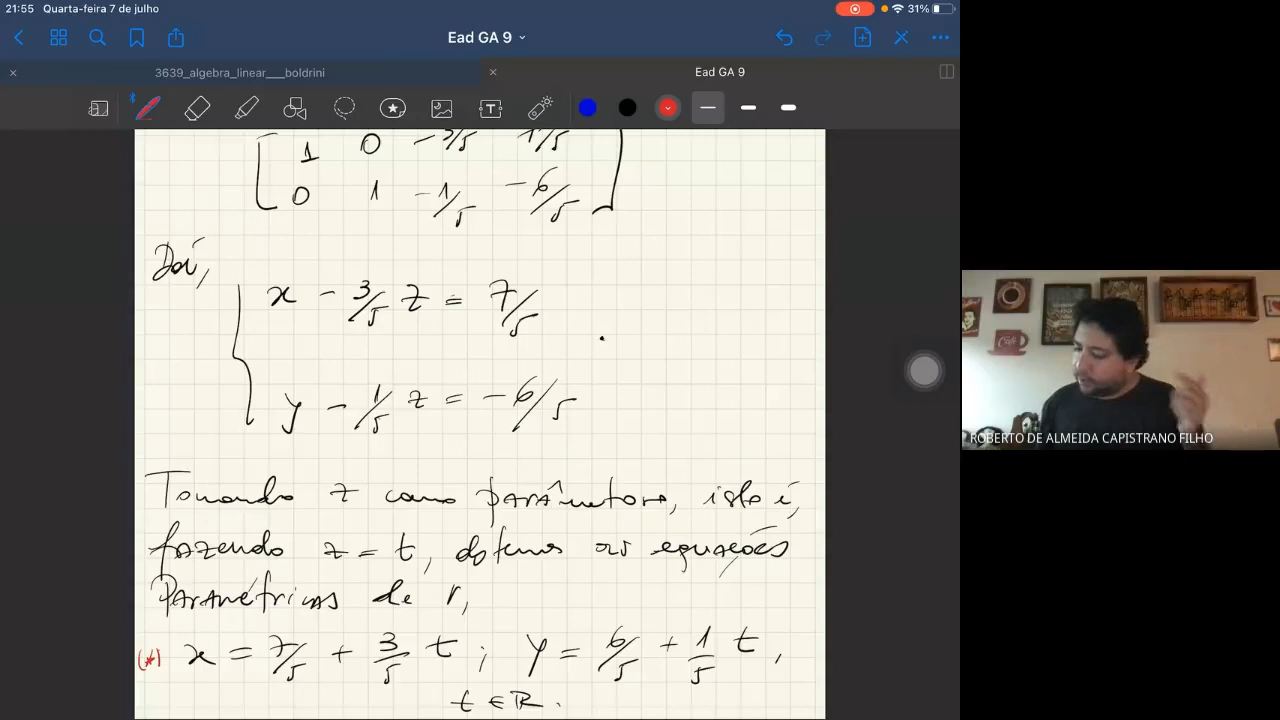 21:55 Quarta-feira 7 de julho
31%
Ead GA 9
3639_algebra_linear___boldrini
Ead GA 9
1 0 -3/5 7/5
0 1 -1/5 -6/5
Daí,
x - 3/5 z = 7/5
y - 1/5 z = -6/5
Tomando z como parâmetro, isto é,
fazendo z = t, obtemos as equações
Paramétricas de r,
(*) x = 7/5 + 3/5 t ; y = 6/5 + 1/5 t,
t ∈ ℝ.
ROBERTO DE ALMEIDA CAPISTRANO FILHO